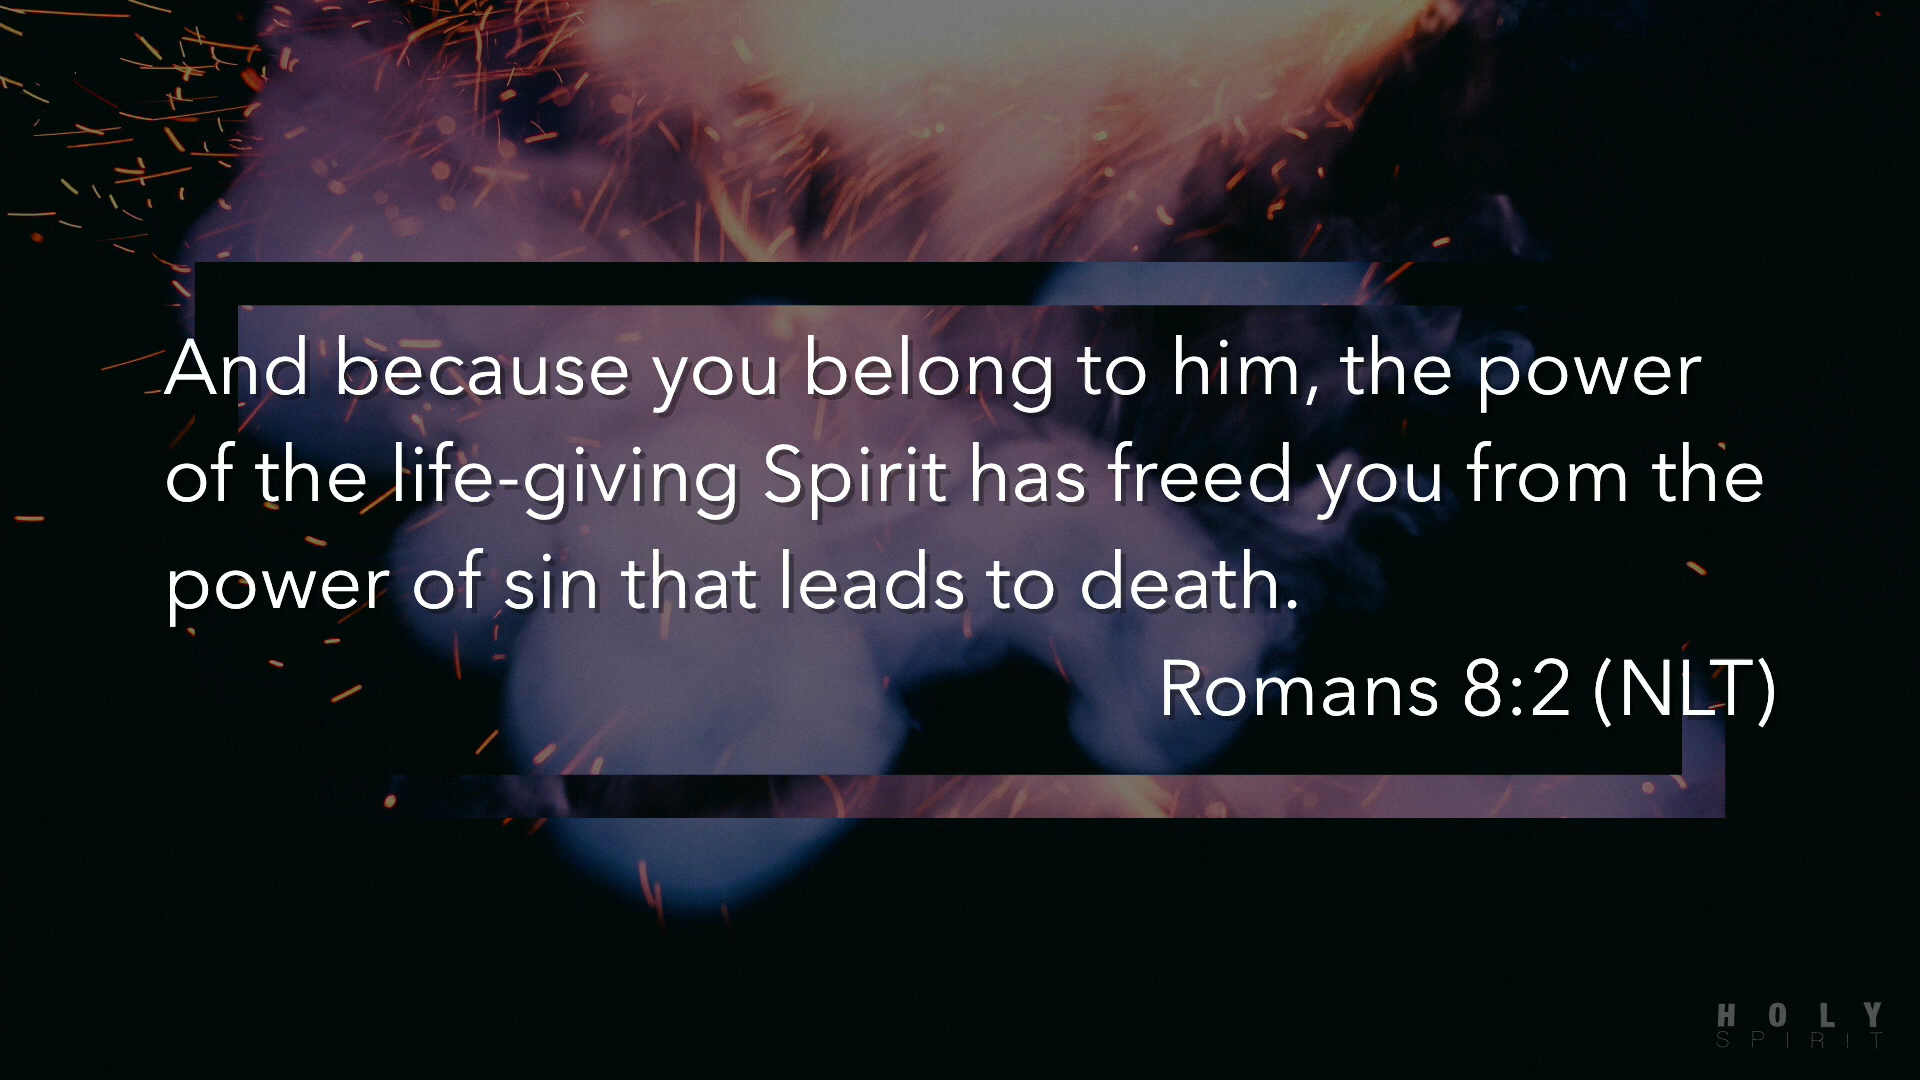 And because you belong to him, the power
of the life-giving Spirit has freed you from the
power of sin that leads to death.
Romans 8:2 (NLT)
HOLY
SPIRIT